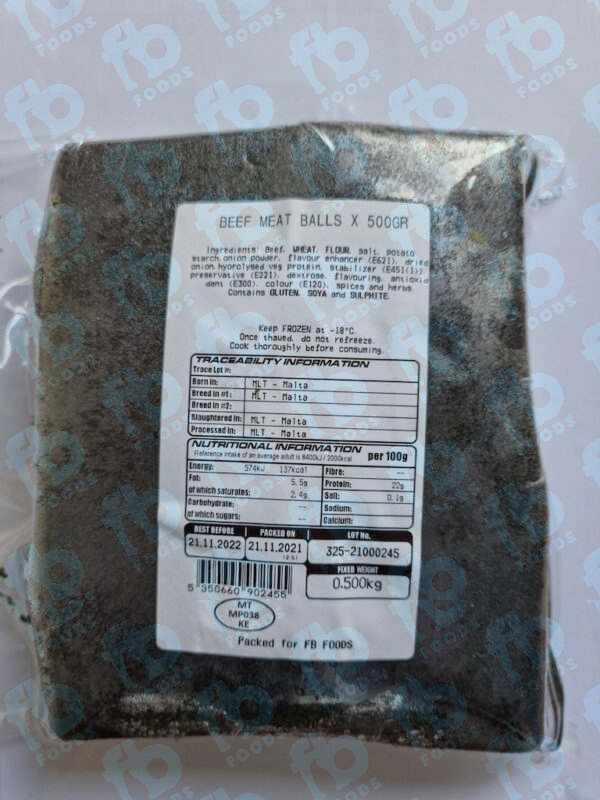 BEEF MEAT BALLS X 500GR
Ingredients: Beef, WHEAT FLOUR, salt, potato
starch, onion powder, flavour enhancer (E621), dried
onion, hyorolysed veg protein, stabilizer (E451(i)),
preservative (E221), dextrose, flavouring, antioxid
dant (E300), colour (E120), spices and herbs.
Contains GLUTEN, SOYA and SULPHITE.
Keep FROZEN at -18°C.
Once thawed, do not refreeze.
Cook thoroughly before consuming.
TRACEABILITY INFORMATION
Trace Lot #:
Born in: MLT - Malta
Breed in #1: MLT - Malta
Breed in #2:
Slaughtered in: MLT - Malta
Processed in: MLT - Malta
NUTRITIONAL INFORMATION per 100g
Reference intake of an average adult is 8400kJ / 2000kcal
Energy: 574kJ 137kcal Fibre: --
Fat: 5.5g Protein: 22g
of which saturates: 2.4g Salt: 0.1g
Carbohydrate: -- Sodium:
of which sugars: -- Calcium:
BEST BEFORE PACKED ON LOT No.
21.11.2022 21.11.2021 325-21000245
12:51
FIXED WEIGHT
0.500kg
5 350660 902455
MT
MP038
KE
Packed for FB FOODS
fb FOODS